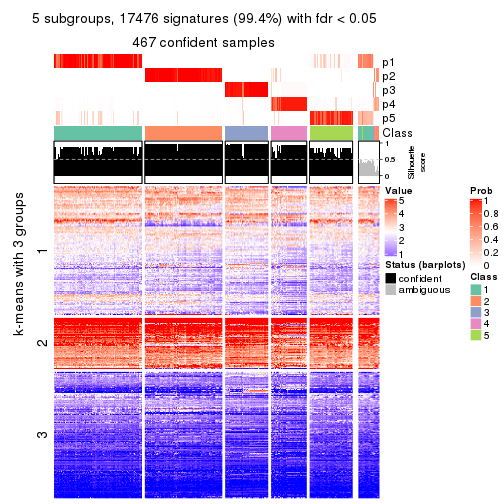 5 subgroups, 17476 signatures (99.4%) with fdr < 0.05
467 confident samples
p1
p2
p3
p4
p5
Class
1
0.5
0
Silhouette
score
k-means with 3 groups
1
2
3
Value
5
4
3
2
1
Status (barplots)
confident
ambiguous
Prob
1
0.8
0.6
0.4
0.2
0
Class
1
2
3
4
5